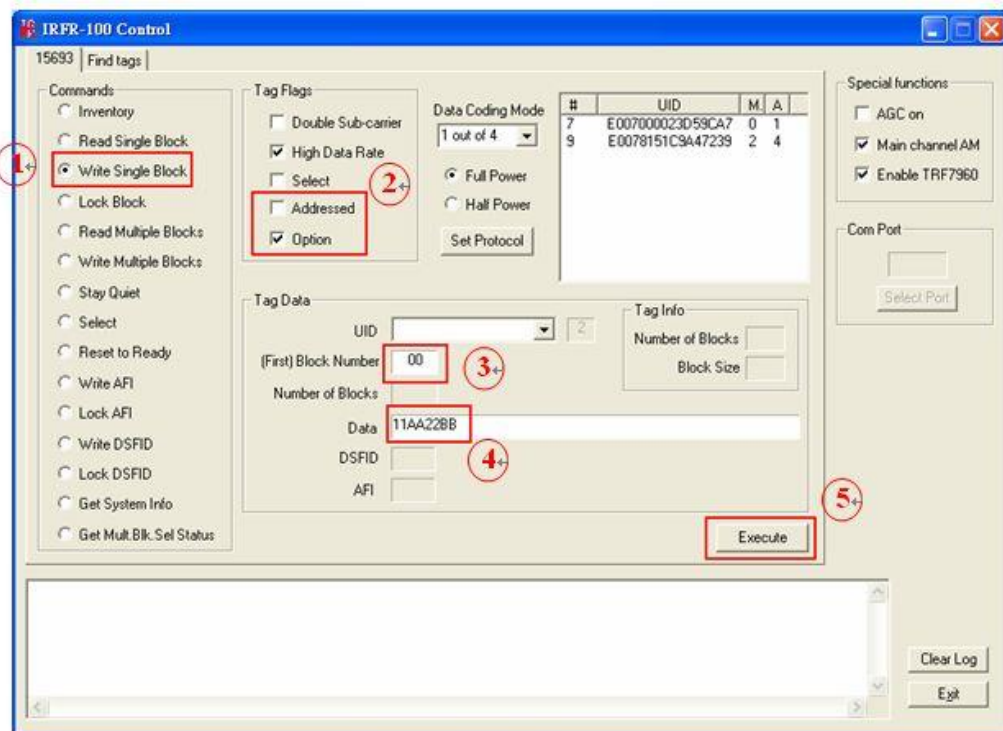 IRFR-100 Control
15693
Find tags
Commands
Inventory
Read Single Block
1
Write Single Block
Lock Block
Read Multiple Blocks
Write Multiple Blocks
Stay Quiet
Select
Reset to Ready
Write AFI
Lock AFI
Write DSFID
Lock DSFID
Get System Info
Get Mult.Blk.Sel Status
Tag Flags
Double Sub-carrier
High Data Rate
Select
2
Addressed
Option
Data Coding Mode
1 out of 4
Full Power
Half Power
Set Protocol
# UID M. A
7 E007000023D59CA7 0 1
9 E0078151C9A47239 2 4
Special functions
AGC on
Main channel AM
Enable TRF7960
Com Port
Select Port
Tag Data
UID
2
(First) Block Number 00
3
Number of Blocks
Data 11AA22BB
4
DSFID
AFI
Tag Info
Number of Blocks
Block Size
5
Execute
Clear Log
Exit